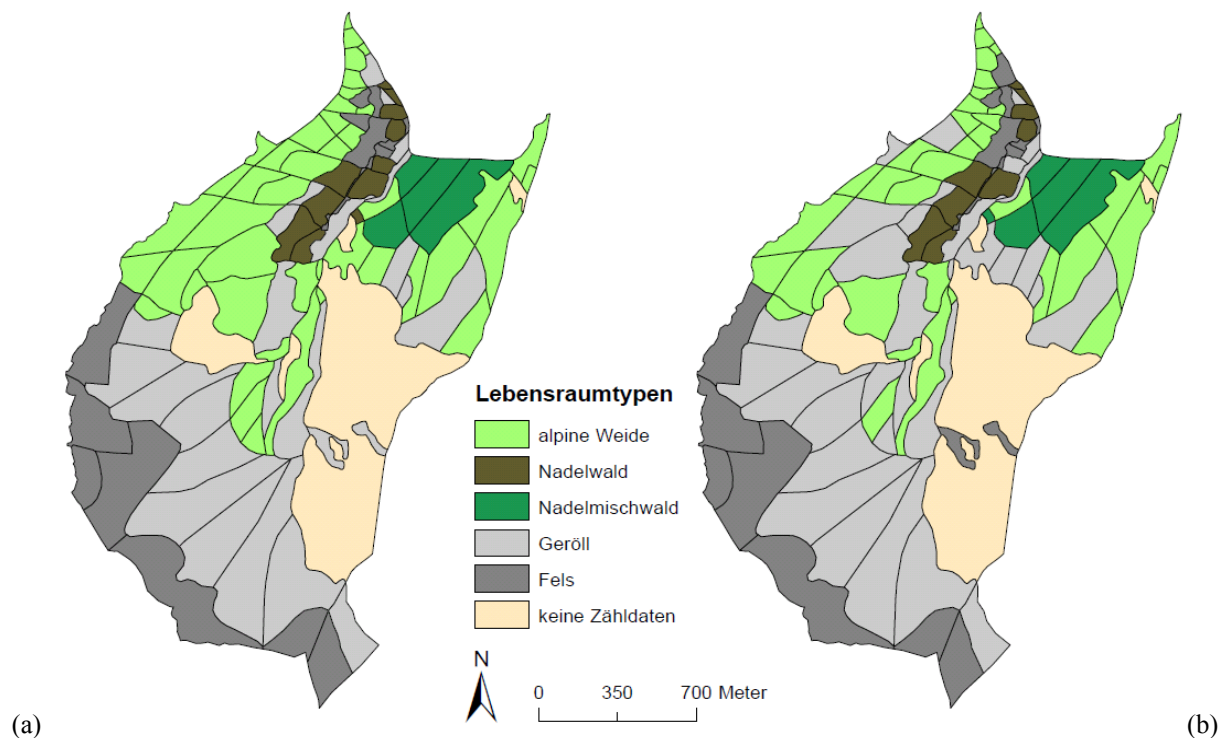 Lebensraumtypen
alpine Weide
Nadelwald
Nadelmischwald
Geröll
Fels
keine Zähldaten
N
0 350 700 Meter
(a) (b)